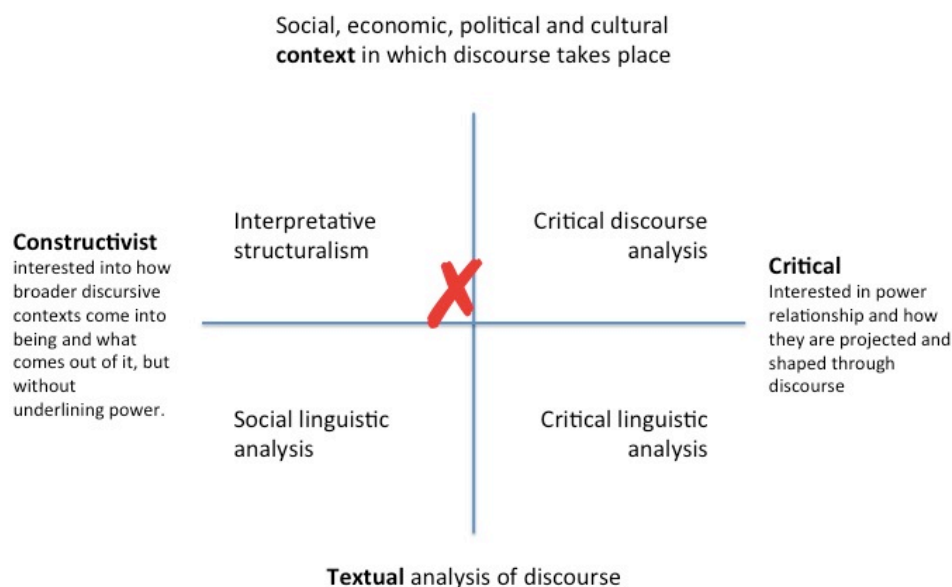 Social, economic, political and cultural
context in which discourse takes place
Interpretative
structuralism
Critical discourse
analysis
Constructivist
interested into how
broader discursive
contexts come into
being and what
comes out of it, but
without
underlining power.
Critical
Interested in power
relationship and how
they are projected and
shaped through
discourse
Social linguistic
analysis
Critical linguistic
analysis
Textual analysis of discourse